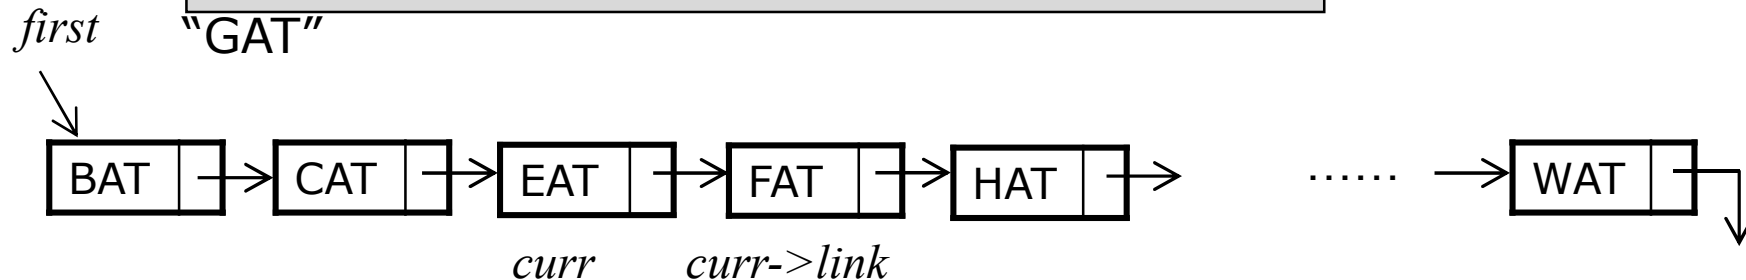 first
“GAT”
BAT CAT EAT FAT HAT ...... WAT
curr curr->link